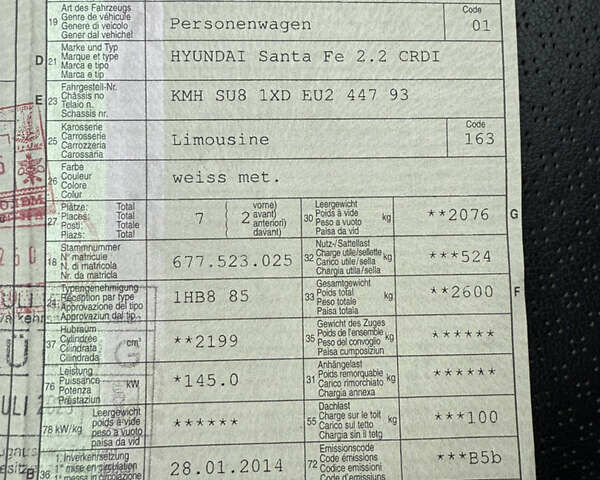 Art des Fahrzeugs
Genre de véhicule
19
Genere di veicolo
Gener dal vehichel
Personenwagen
Code
01
D
21
Marke und Typ
Marque et type
Marca e tipo
Marca e tip
HYUNDAI Santa Fe 2.2 CRDI
E
23
Fahrgestell-Nr.
Châssis no
Telaio n.
Schassis nr.
KMH SU8 1XD EU2 447 93
25
Karosserie
Carrosserie
Carrozzeria
Carossaria
Limousine
Code
163
26
Farbe
Couleur
Colore
Colur
weiss met.
27
Plätze: Total
Places: Total
Posti: Totale
Plazs: Total
7
2
vorne)
avant)
anteriori)
davant)
30
Leergewicht
Poids à vide
Peso a vuoto
Paisa da vid
kg
**2076
G
18
Stammnummer
N° matricule
N. di matricola
Nr. da matricla
677.523.025
32
Nutz-/Sattellast
Charge utile/sellette
Carico utile/sella
Chargia utila/sella
kg
***524
24
Typengenehmigung
Réception par type
Approvazione del tipo
Approvaziun dal tip
1HB8 85
33
Gesamtgewicht
Poids total
Peso totale
Paisa totala
kg
**2600
F
37
Hubraum
Cylindrée
Cilindrata
Cilindrada
cm³
**2199
35
Gewicht des Zuges
Poids de l'ensemble
Peso del convoglio
Paisa cumposiziun
kg
******
76
Leistung
Puissance
Potenza
Prestaziun
kW
*145.0
31
Anhängelast
Poids remorquable
Carico rimorchiato
Chargia annexa
kg
******
78 kW/kg
Leergewicht
poids à vide
peso a vuoto
paisa da vid
******
55
Dachlast
Charge sur le toit
Carico sul tetto
Chargia sin il tetg
kg
***100
B
36
1. Inverkehrsetzung
1re mise en circulation
1a messa in circolazione
28.01.2014
72
Emissionscode
Code émissions
Codice emissioni
Code d'emissiuns
***B5b
Ü
G
ULI 2